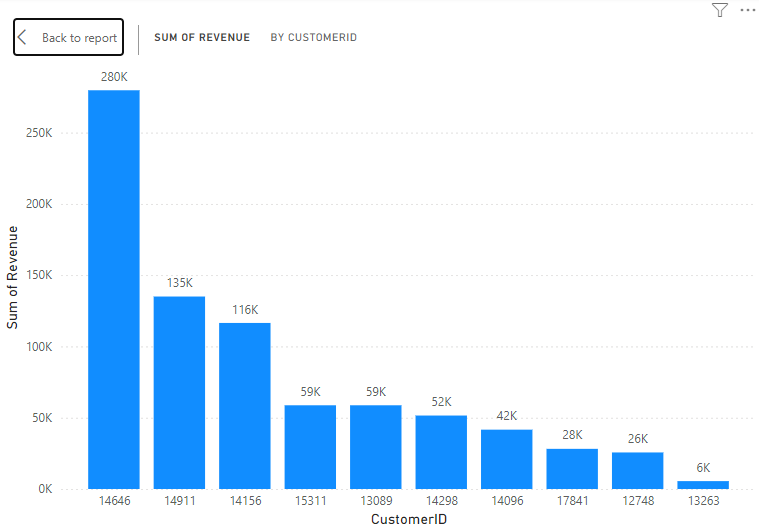 Back to report
SUM OF REVENUE BY CUSTOMERID
280K
250K
200K
150K
100K
50K
0K
Sum of Revenue
135K
116K
59K
59K
52K
42K
28K
26K
6K
14646 14911 14156 15311 13089 14298 14096 17841 12748 13263
CustomerID